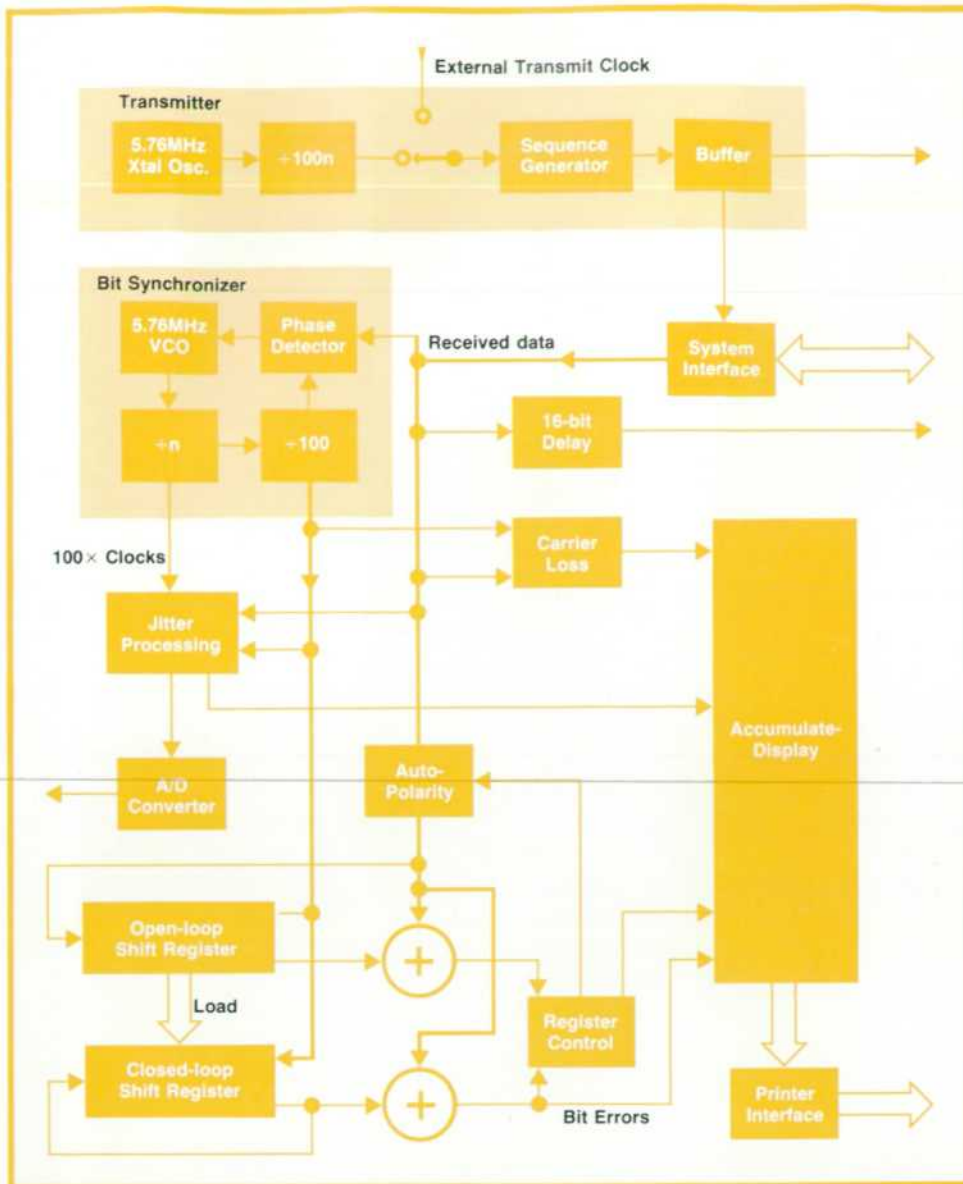 External Transmit Clock
Transmitter
5.76MHz
Xtal Osc.
÷100n
Sequence
Generator
Buffer
Bit Synchronizer
5.76MHz
VCO
Phase
Detector
Received data
System
Interface
÷n
÷100
16-bit
Delay
100× Clocks
Carrier
Loss
Jitter
Processing
Accumulate-
Display
A/D
Converter
Auto-
Polarity
Open-loop
Shift Register
+
Load
Register
Control
Closed-loop
Shift Register
+
Bit Errors
Printer
Interface